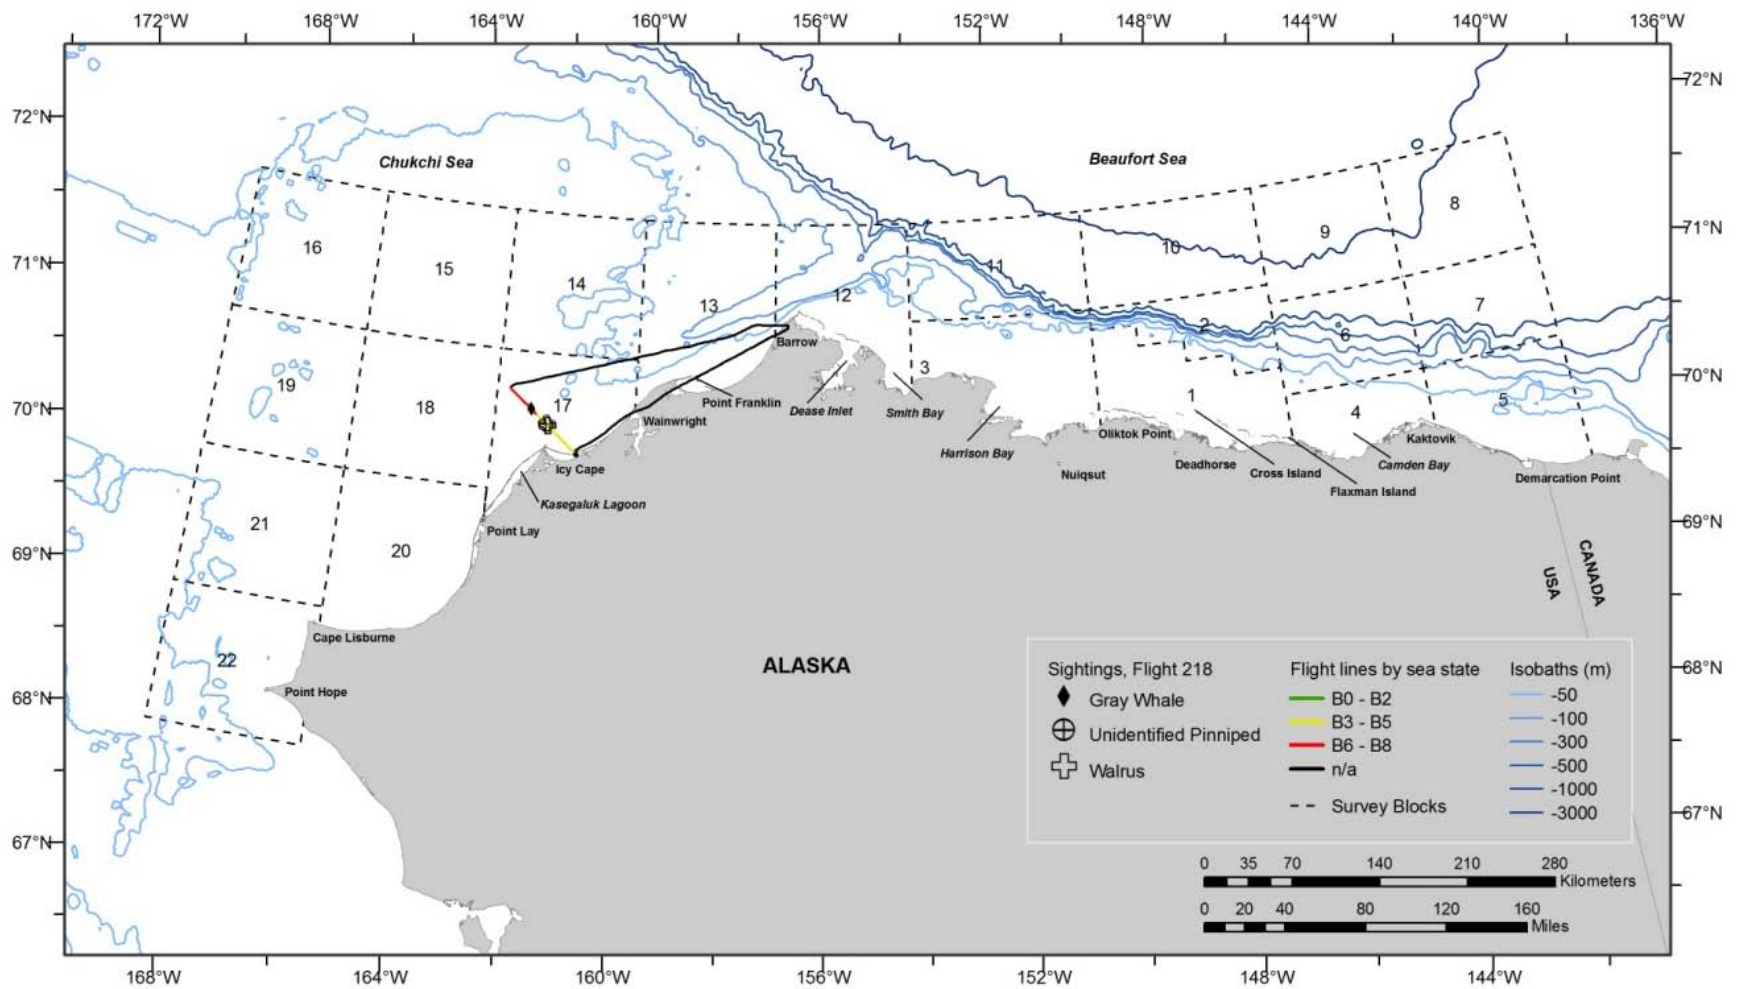 172°W 168°W 164°W 160°W 156°W 152°W 148°W 144°W 140°W 136°W
72°N 72°N
Chukchi Sea Beaufort Sea
8
9
16 10
71°N
15 11
71°N
14
12
13 7
2 6
Barrow
3
70°N
19 17 1 5
70°N 18 4
Point Franklin
Dease Inlet Smith Bay
Wainwright
Oliktok Point Kaktovik
Harrison Bay
Icy Cape Deadhorse Camden Bay
Nuiqsut Cross Island
Demarcation Point
Flaxman Island
Kasegaluk Lagoon
21 69°N
Point Lay
20
69°N
USA CANADA
Cape Lisburne
22
ALASKA
68°N
Point Hope
68°N
Sightings, Flight 218
Gray Whale
Unidentified Pinniped
Walrus
Flight lines by sea state
B0 - B2
B3 - B5
B6 - B8
n/a
Survey Blocks
Isobaths (m)
-50
-100
-300
-500
-1000
-3000
67°N
67°N
0 35 70 140 210 280
Kilometers
0 20 40 80 120 160
Miles
168°W 164°W 160°W 156°W 152°W 148°W 144°W